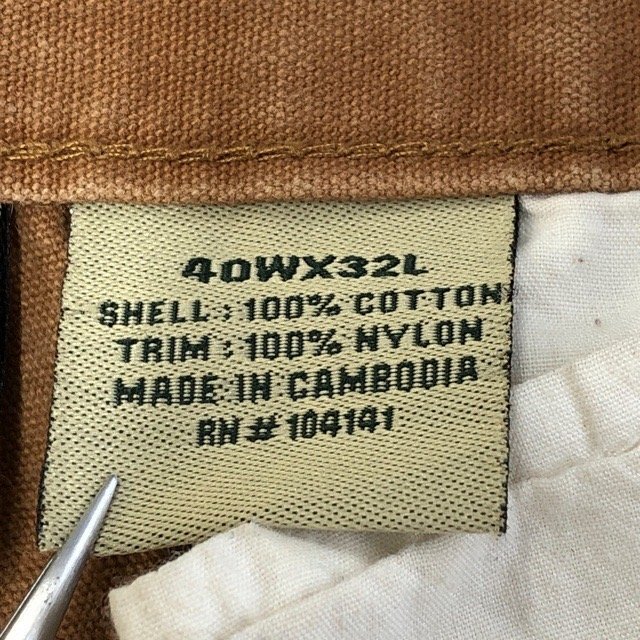 40WX32L
SHELL : 100% COTTON
TRIM : 100% NYLON
MADE IN CAMBODIA
RN # 104141